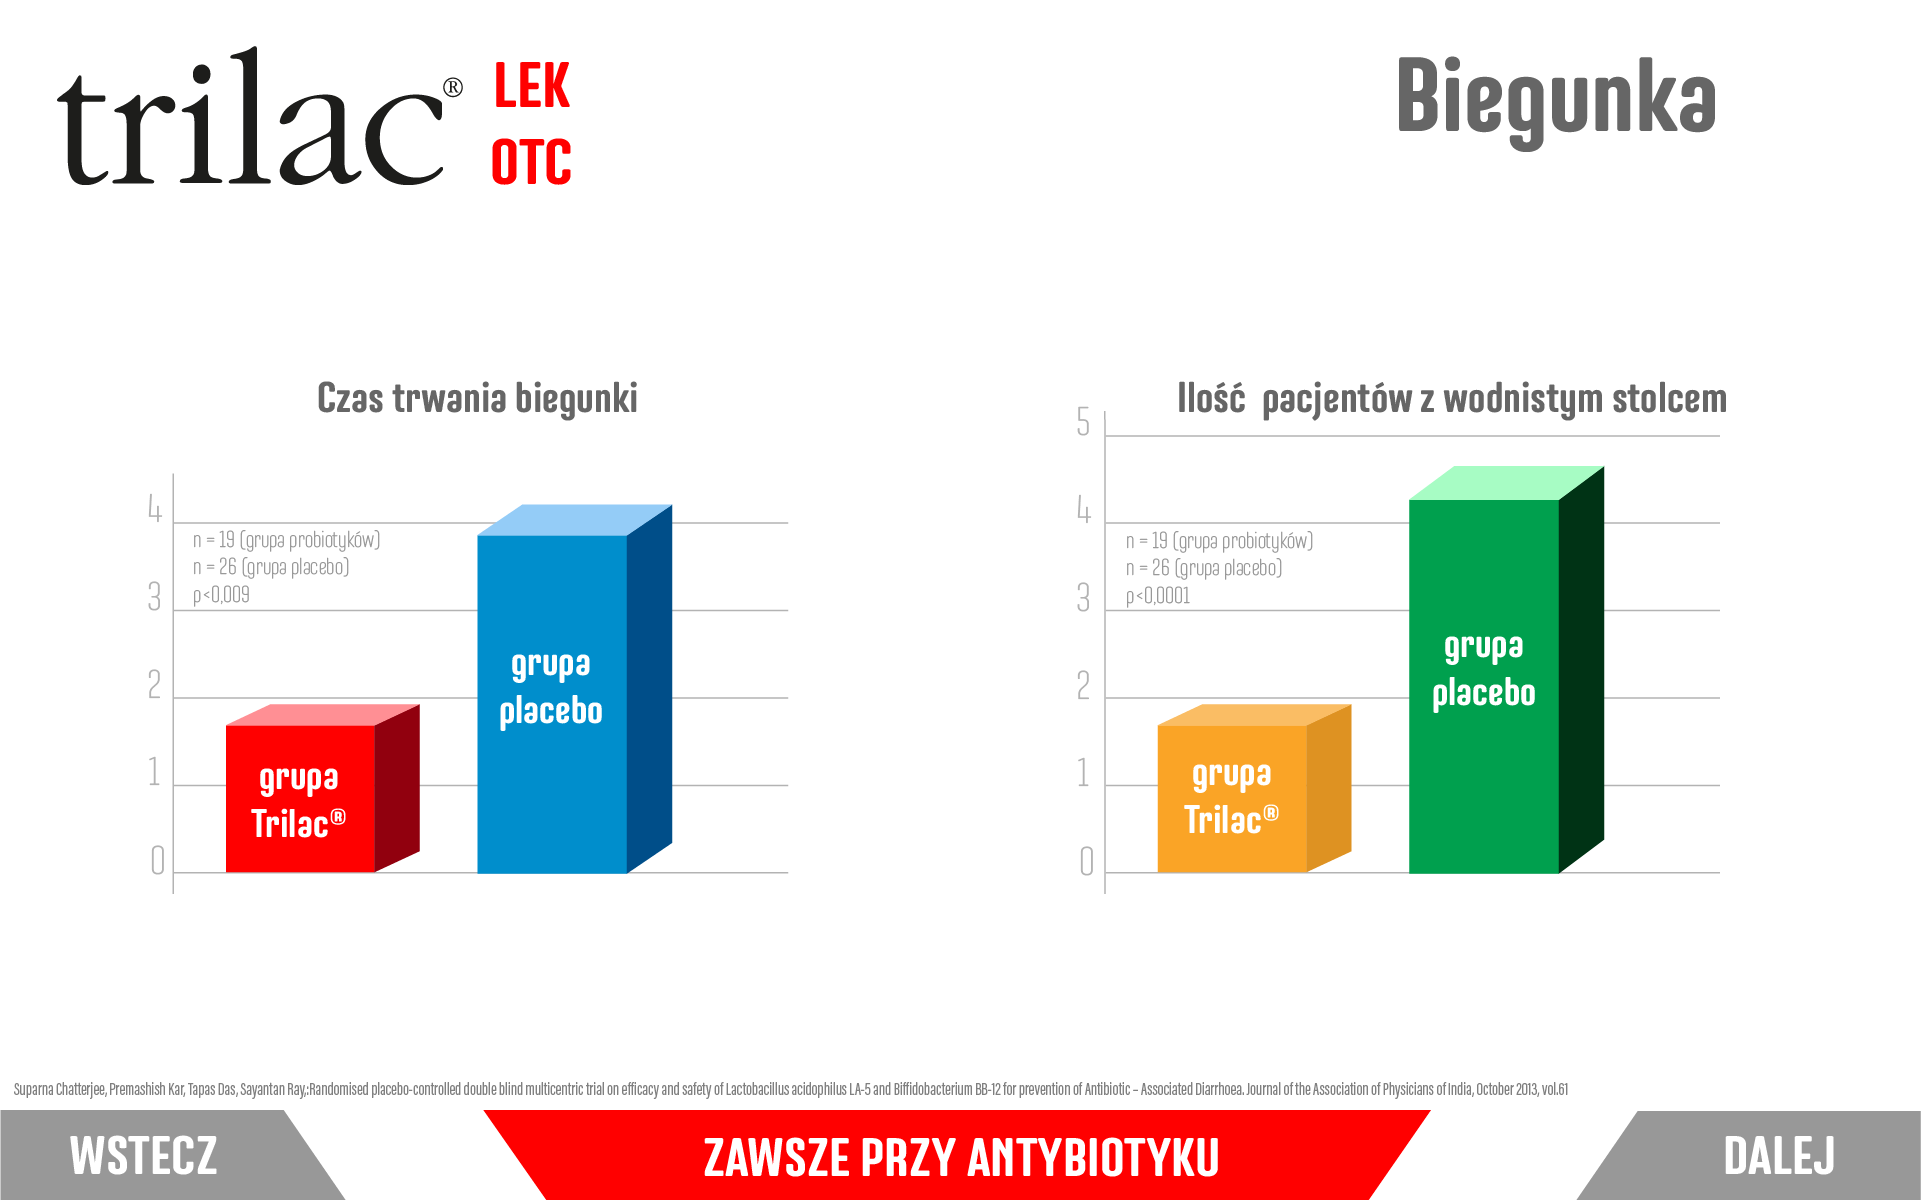 trilac®
LEK
OTC
Biegunka
Czas trwania biegunki
4
3
2
1
0
n = 19 (grupa probiotyków)
n = 26 (grupa placebo)
p<0,009
grupa
Trilac®
grupa
placebo
Ilość pacjentów z wodnistym stolcem
5
4
3
2
1
0
n = 19 (grupa probiotyków)
n = 26 (grupa placebo)
p<0,0001
grupa
Trilac®
grupa
placebo
Suparna Chatterjee, Premashish Kar, Tapas Das, Sayantan Ray,:Randomised placebo-controlled double blind multicentric trial on efficacy and safety of Lactobacillus acidophilus LA-5 and Biffidobacterium BB-12 for prevention of Antibiotic – Associated Diarrhoea. Journal of the Association of Physicians of India, October 2013, vol.61
WSTECZ
ZAWSZE PRZY ANTYBIOTYKU
DALEJ